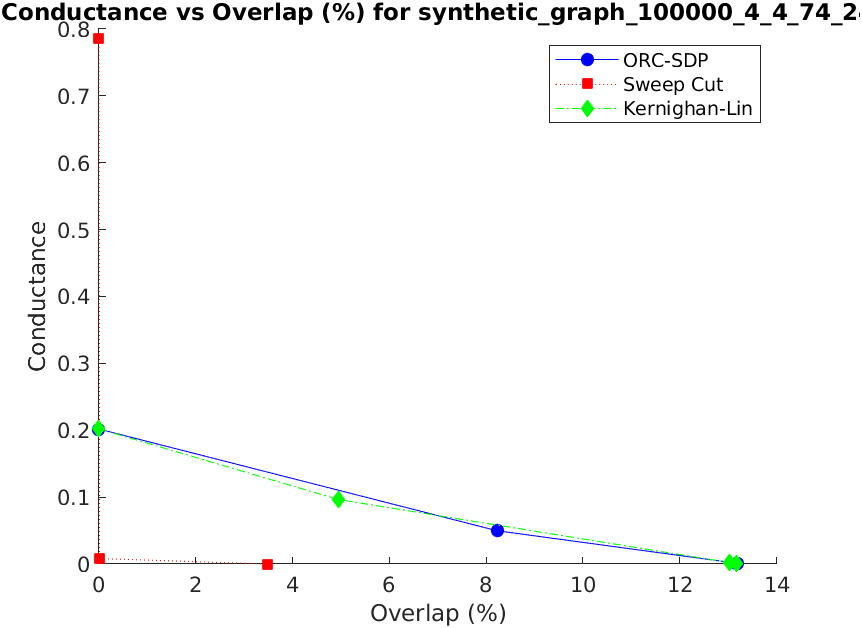 Conductance vs Overlap (%) for synthetic_graph_100000_4_4_74_2
0.8
ORC-SDP
Sweep Cut
Kernighan-Lin
0.7
0.6
0.5
0.4
0.3
0.2
0.1
0
Conductance
0 2 4 6 8 10 12 14
Overlap (%)